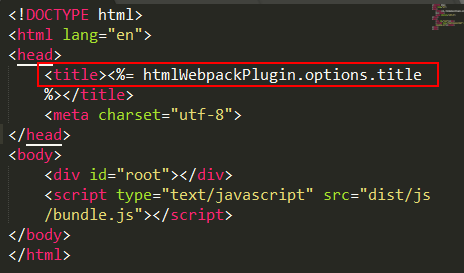 <!DOCTYPE html>
<html lang="en">
<head>
<title><%= htmlWebpackPlugin.options.title
%></title>
<meta charset="utf-8">
</head>
<body>
<div id="root"></div>
<script type="text/javascript" src="dist/js
/bundle.js"></script>
</body>
</html>